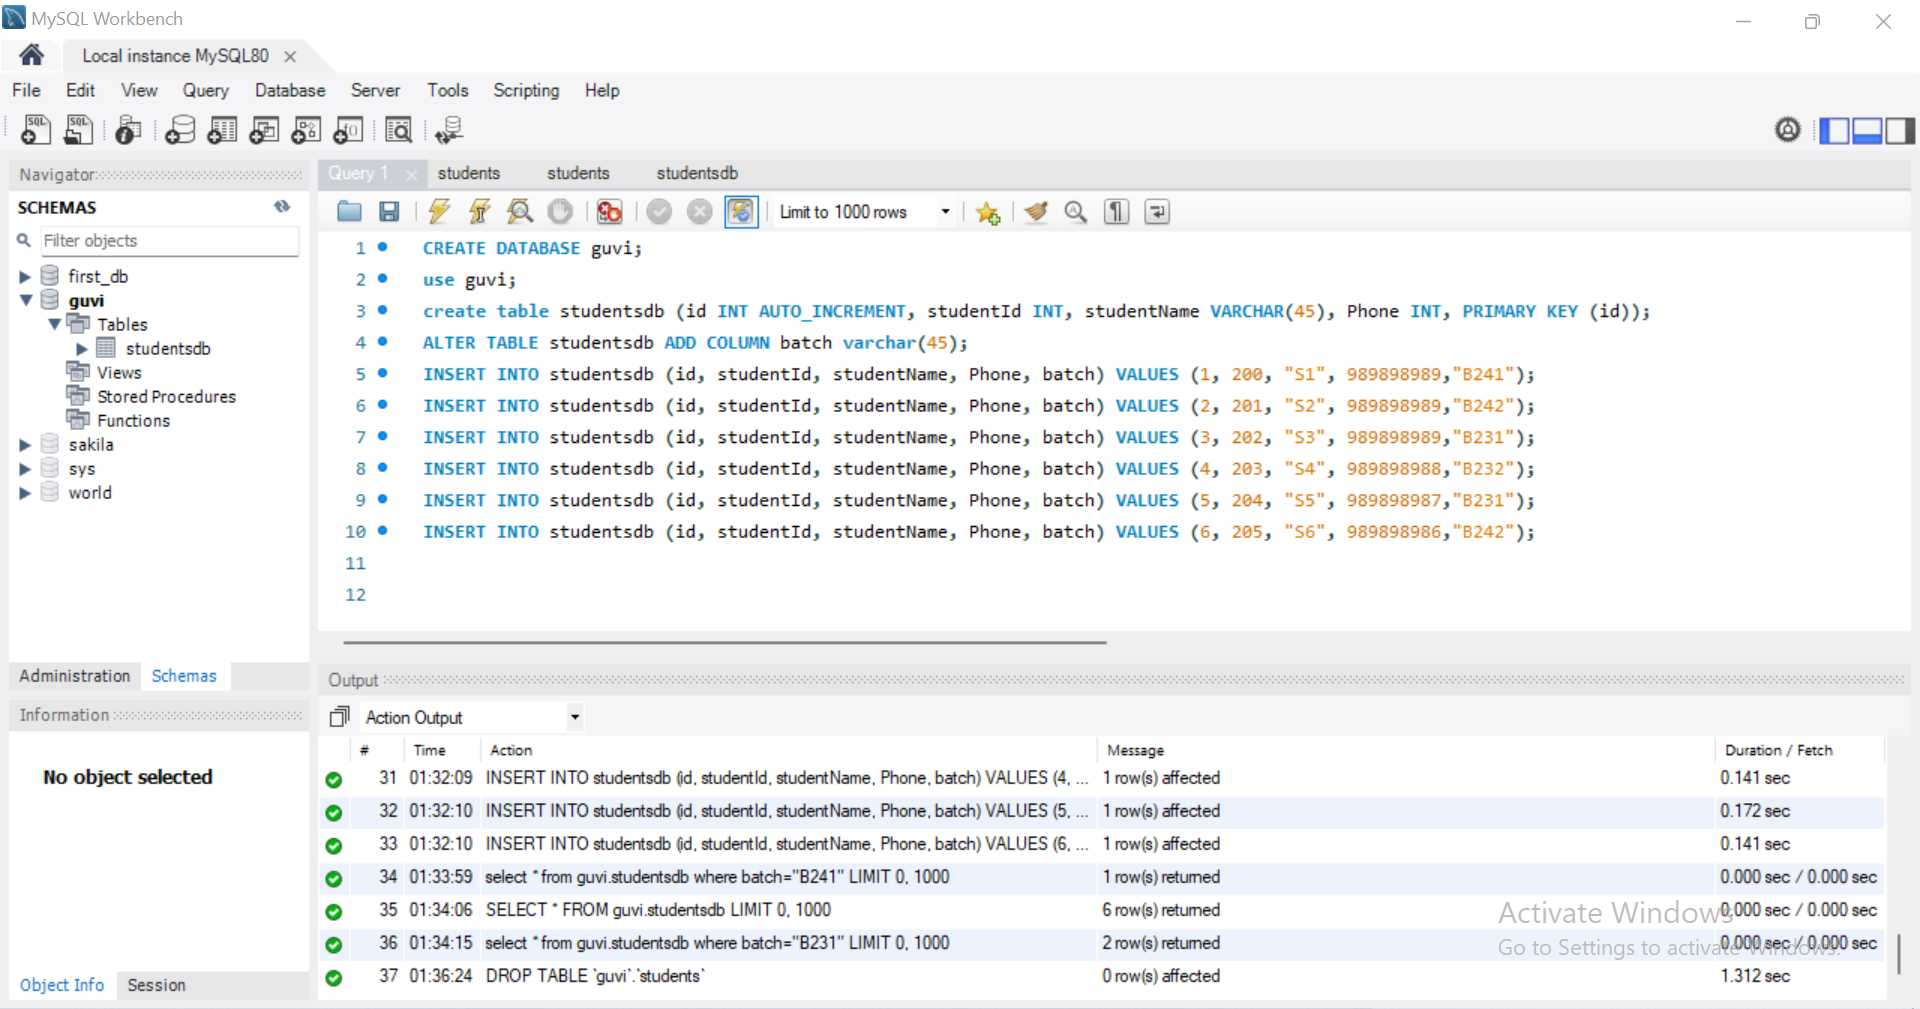 MySQL Workbench
Local instance MySQL80
File Edit View Query Database Server Tools Scripting Help
Navigator
SCHEMAS
Filter objects
first_db
guvi
Tables
studentsdb
Views
Stored Procedures
Functions
sakila
sys
world
Administration Schemas
Information
No object selected
Object Info Session
Query 1 students students studentsdb
Limit to 1000 rows
1 CREATE DATABASE guvi;
2 use guvi;
3 create table studentsdb (id INT AUTO_INCREMENT, studentId INT, studentName VARCHAR(45), Phone INT, PRIMARY KEY (id));
4 ALTER TABLE studentsdb ADD COLUMN batch varchar(45);
5 INSERT INTO studentsdb (id, studentId, studentName, Phone, batch) VALUES (1, 200, "S1", 989898989,"B241");
6 INSERT INTO studentsdb (id, studentId, studentName, Phone, batch) VALUES (2, 201, "S2", 989898989,"B242");
7 INSERT INTO studentsdb (id, studentId, studentName, Phone, batch) VALUES (3, 202, "S3", 989898989,"B231");
8 INSERT INTO studentsdb (id, studentId, studentName, Phone, batch) VALUES (4, 203, "S4", 989898988,"B232");
9 INSERT INTO studentsdb (id, studentId, studentName, Phone, batch) VALUES (5, 204, "S5", 989898987,"B231");
10 INSERT INTO studentsdb (id, studentId, studentName, Phone, batch) VALUES (6, 205, "S6", 989898986,"B242");
11
12
Output
Action Output
# Time Action Message Duration / Fetch
31 01:32:09 INSERT INTO studentsdb (id, studentId, studentName, Phone, batch) VALUES (4, ... 1 row(s) affected 0.141 sec
32 01:32:10 INSERT INTO studentsdb (id, studentId, studentName, Phone, batch) VALUES (5, ... 1 row(s) affected 0.172 sec
33 01:32:10 INSERT INTO studentsdb (id, studentId, studentName, Phone, batch) VALUES (6, ... 1 row(s) affected 0.141 sec
34 01:33:59 select * from guvi.studentsdb where batch="B241" LIMIT 0, 1000 1 row(s) returned 0.000 sec / 0.000 sec
35 01:34:06 SELECT * FROM guvi.studentsdb LIMIT 0, 1000 6 row(s) returned 0.000 sec / 0.000 sec
36 01:34:15 select * from guvi.studentsdb where batch="B231" LIMIT 0, 1000 2 row(s) returned 0.000 sec / 0.000 sec
37 01:36:24 DROP TABLE `guvi`.`students` 0 row(s) affected 1.312 sec
Activate Windows
Go to Settings to activate Windows.